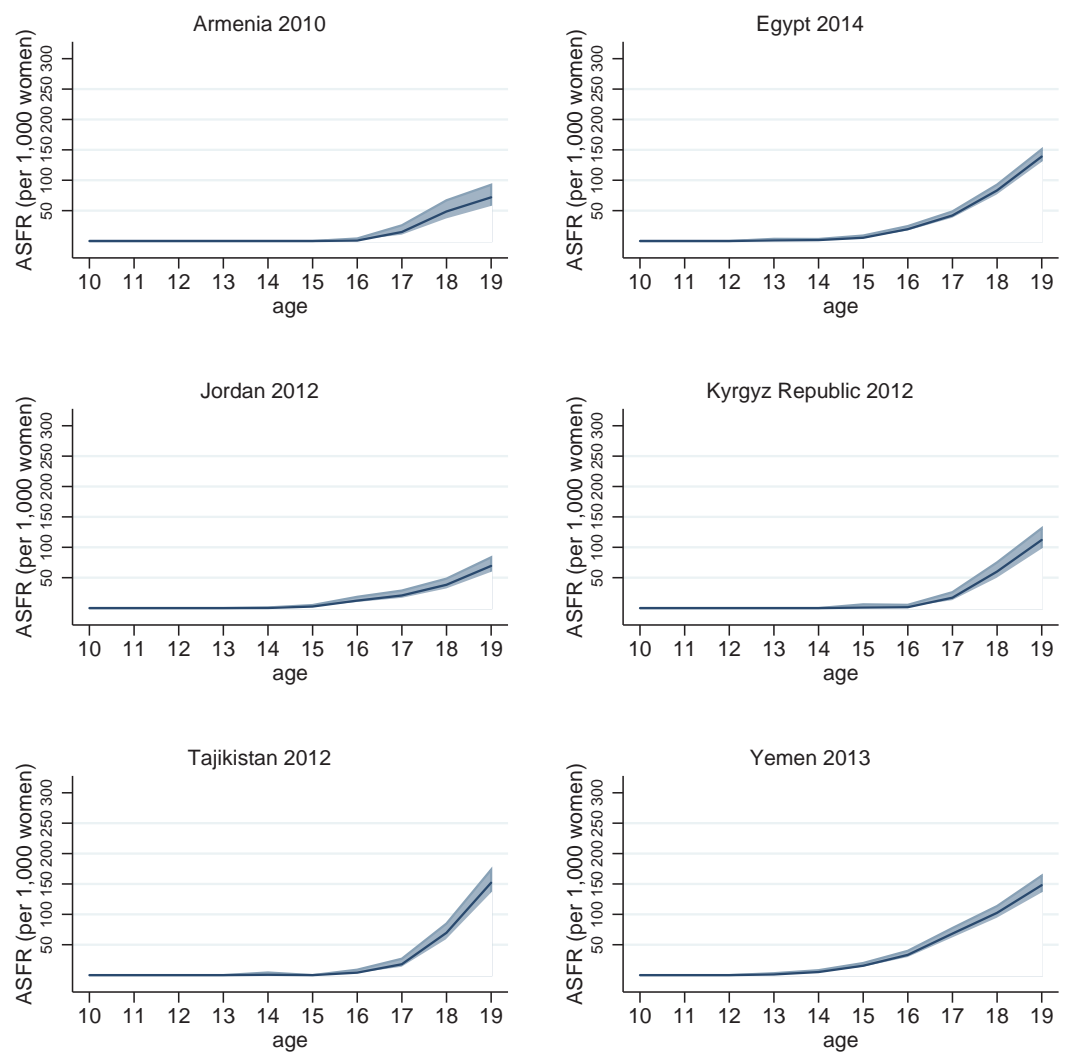 Armenia 2010
ASFR (per 1,000 women)
50 100 150 200 250 300
10 11 12 13 14 15 16 17 18 19
age
Egypt 2014
ASFR (per 1,000 women)
50 100 150 200 250 300
10 11 12 13 14 15 16 17 18 19
age
Jordan 2012
ASFR (per 1,000 women)
50 100 150 200 250 300
10 11 12 13 14 15 16 17 18 19
age
Kyrgyz Republic 2012
ASFR (per 1,000 women)
50 100 150 200 250 300
10 11 12 13 14 15 16 17 18 19
age
Tajikistan 2012
ASFR (per 1,000 women)
50 100 150 200 250 300
10 11 12 13 14 15 16 17 18 19
age
Yemen 2013
ASFR (per 1,000 women)
50 100 150 200 250 300
10 11 12 13 14 15 16 17 18 19
age